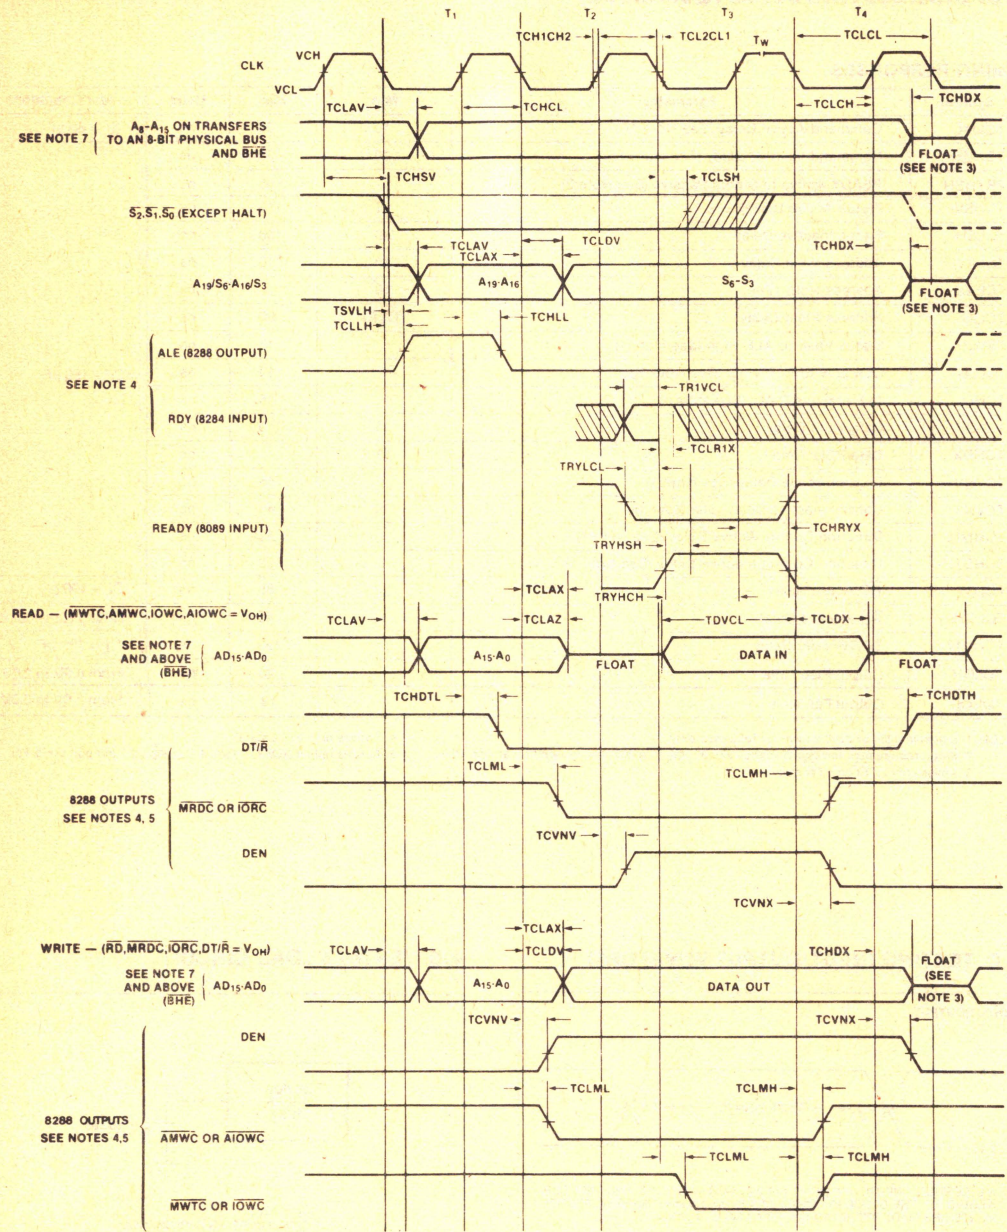 T1 T2 T3 T4
TCH1CH2 TCL2CL1 TW TCLCL
CLK VCH
VCL
TCLAV TCHCL TCLCH TCHDX
SEE NOTE 7 { A8-A15 ON TRANSFERS
TO AN 8-BIT PHYSICAL BUS
AND BHE
FLOAT
(SEE NOTE 3)
TCHSV TCLSH
S2,S1,S0 (EXCEPT HALT)
TCLAV TCLDV
TCLAX TCHDX
A19/S6-A16/S3 A19-A16 S6-S3 FLOAT
(SEE NOTE 3)
TSVLH TCHLL
TCLLH
ALE (8288 OUTPUT)
SEE NOTE 4
TR1VCL
RDY (8284 INPUT)
TCLR1X
TRYLCL
READY (8089 INPUT) TCHRYX
TRYHSH
TCLAX TRYHCH
READ — (MWTC,AMWC,IOWC,AIOWC = VOH) TCLAV TCLAZ TDVCL TCLDX
SEE NOTE 7
AND ABOVE
(BHE)
AD15-AD0 A15-A0 FLOAT DATA IN FLOAT
TCHDTL TCHDTH
DT/R
TCLML TCLMH
8288 OUTPUTS
SEE NOTES 4, 5
MRDC OR IORC
TCVNV
DEN
TCVNX
TCLAX
WRITE — (RD,MRDC,IORC,DT/R = VOH) TCLAV TCLDV TCHDX
SEE NOTE 7
AND ABOVE
(BHE)
AD15-AD0 A15-A0 DATA OUT FLOAT
(SEE
NOTE 3)
TCVNV TCVNX
DEN
TCLML TCLMH
8288 OUTPUTS
SEE NOTES 4,5
AMWC OR AIOWC
TCLML TCLMH
MWTC OR IOWC